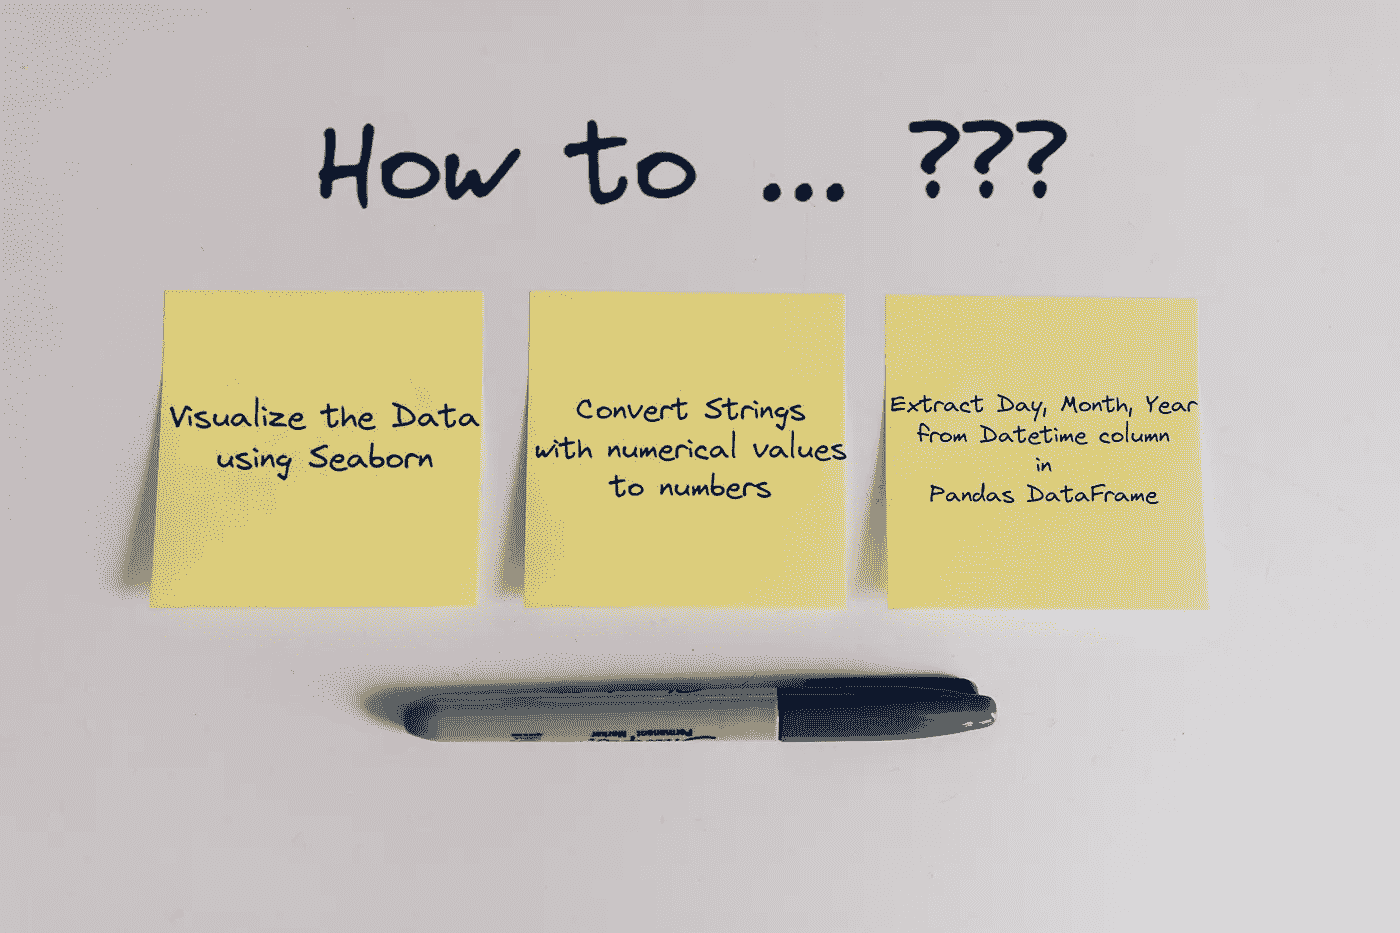 How to ... ???
Visualize the Data
using Seaborn
Convert Strings
with numerical values
to numbers
Extract Day, Month, Year
from Datetime column
in
Pandas DataFrame
Permanent Marker